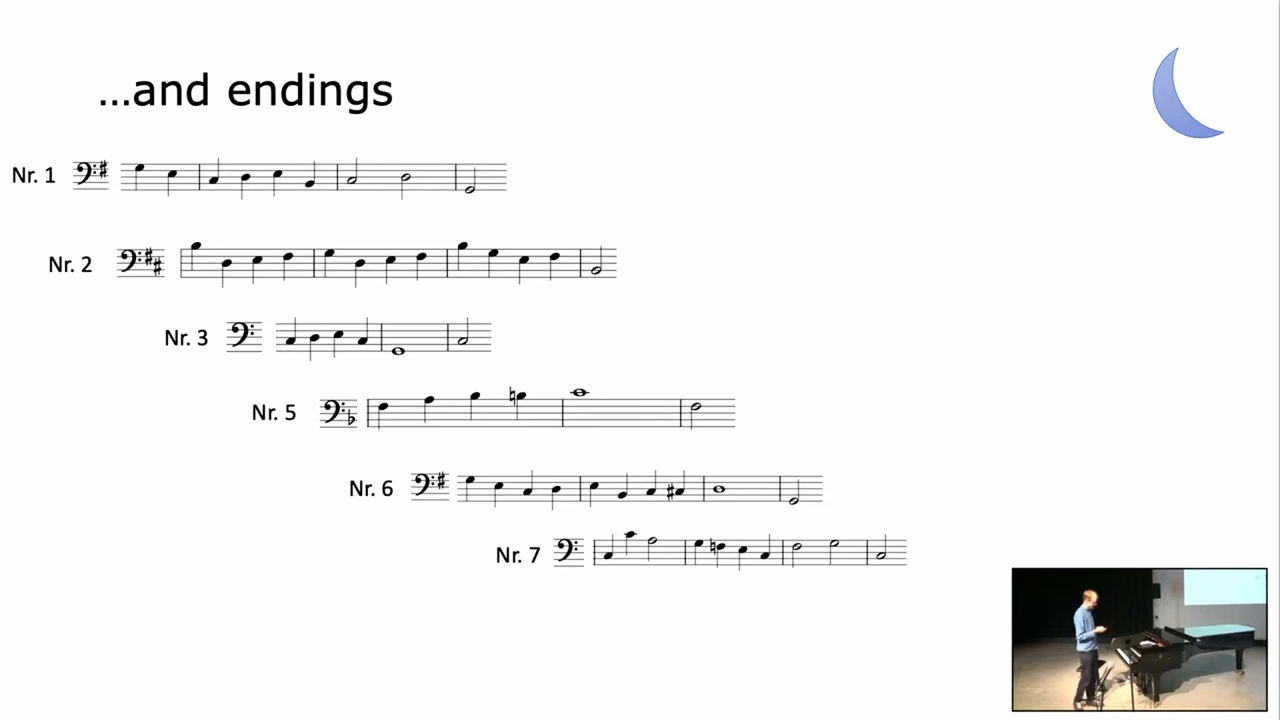 ...and endings
Nr. 1
Nr. 2
Nr. 3
Nr. 5
Nr. 6
Nr. 7